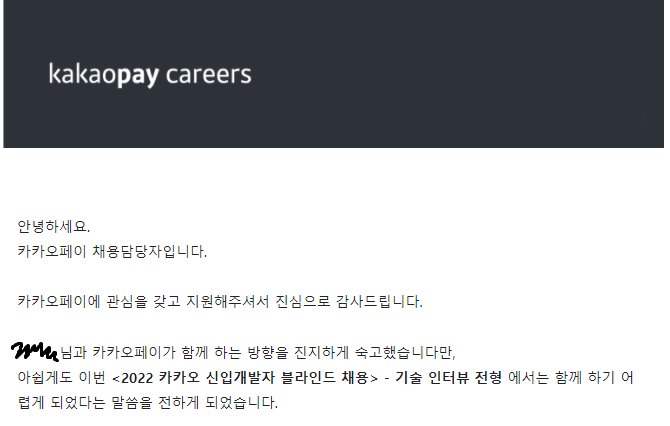 kakaopay careers
안녕하세요.
카카오페이 채용담당자입니다.
카카오페이에 관심을 갖고 지원해주셔서 진심으로 감사드립니다.
님과 카카오페이가 함께 하는 방향을 진지하게 숙고했습니다만,
아쉽게도 이번 <2022 카카오 신입개발자 블라인드 채용> - 기술 인터뷰 전형 에서는 함께 하기 어
렵게 되었다는 말씀을 전하게 되었습니다.